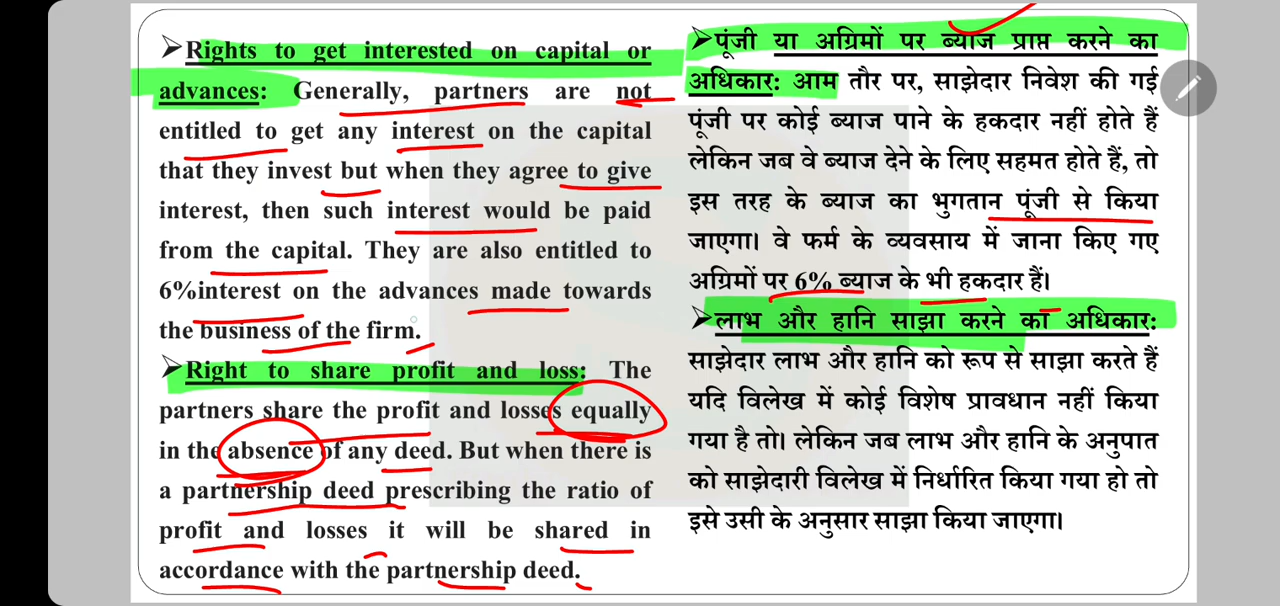 ➤Rights to get interested on capital or
advances: Generally, partners are not
entitled to get any interest on the capital
that they invest but when they agree to give
interest, then such interest would be paid
from the capital. They are also entitled to
6%interest on the advances made towards
the business of the firm.
➤Right to share profit and loss: The
partners share the profit and losses equally
in the absence of any deed. But when there is
a partnership deed prescribing the ratio of
profit and losses it will be shared in
accordance with the partnership deed.
➤पूंजी या अग्रिमों पर ब्याज प्राप्त करने का
अधिकार: आम तौर पर, साझेदार निवेश की गई
पूंजी पर कोई ब्याज पाने के हकदार नहीं होते हैं
लेकिन जब वे ब्याज देने के लिए सहमत होते हैं, तो
इस तरह के ब्याज का भुगतान पूंजी से किया
जाएगा। वे फर्म के व्यवसाय में जाना किए गए
अग्रिमों पर 6% ब्याज के भी हकदार हैं।
➤लाभ और हानि साझा करने का अधिकार:
साझेदार लाभ और हानि को रूप से साझा करते हैं
यदि विलेख में कोई विशेष प्रावधान नहीं किया
गया है तो। लेकिन जब लाभ और हानि के अनुपात
को साझेदारी विलेख में निर्धारित किया गया हो तो
इसे उसी के अनुसार साझा किया जाएगा।